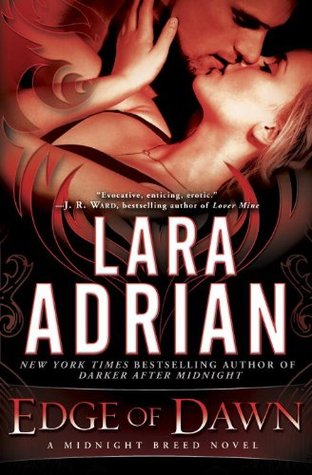 "Evocative, enticing, erotic."
—J. R. WARD, bestselling author of Lover Mine
LARA
ADRIAN
NEW YORK TIMES BESTSELLING AUTHOR OF
DARKER AFTER MIDNIGHT
EDGE OF DAWN
A MIDNIGHT BREED NOVEL